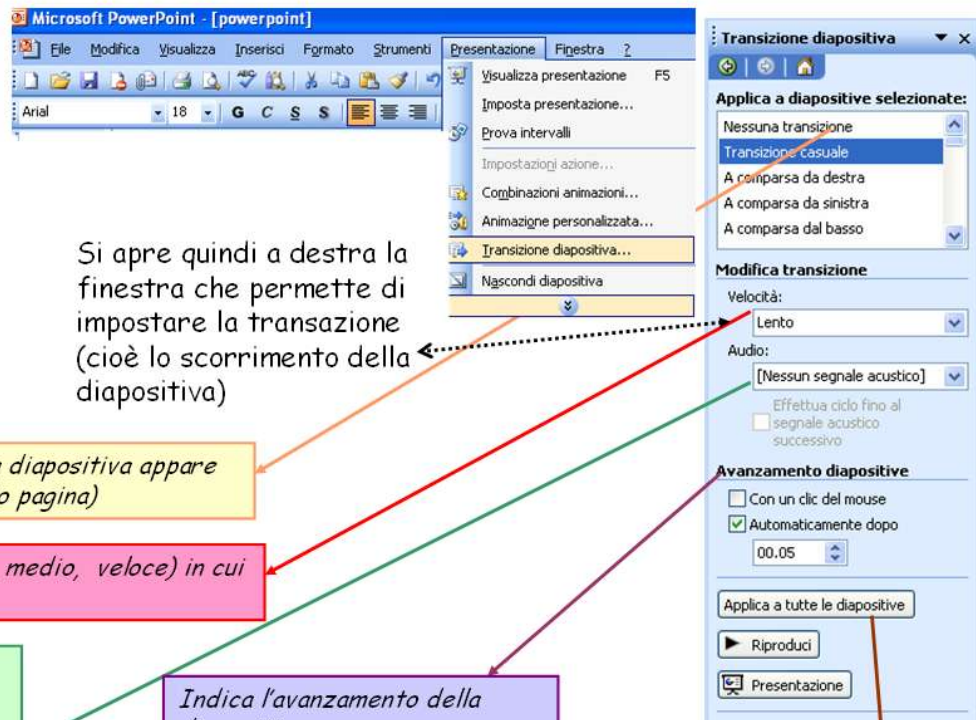 Microsoft PowerPoint - [powerpoint]
File Modifica Visualizza Inserisci Formato Strumenti Presentazione Finestra ?
Arial 18 G C S S
Visualizza presentazione F5
Imposta presentazione...
Prova intervalli
Impostazioni azione...
Combinazioni animazioni...
Animazione personalizzata...
Transizione diapositiva...
Nascondi diapositiva
Si apre quindi a destra la
finestra che permette di
impostare la transazione
(cioè lo scorrimento della
diapositiva)
diapositiva appare
pagina)
medio, veloce) in cui
Indica l'avanzamento della
Transizione diapositiva
Applica a diapositive selezionate:
Nessuna transizione
Transizione casuale
A comparsa da destra
A comparsa da sinistra
A comparsa dal basso
Modifica transizione
Velocità:
Lento
Audio:
[Nessun segnale acustico]
Effettua ciclo fino al
segnale acustico
successivo
Avanzamento diapositive
Con un clic del mouse
Automaticamente dopo
00.05
Applica a tutte le diapositive
Riproduci
Presentazione